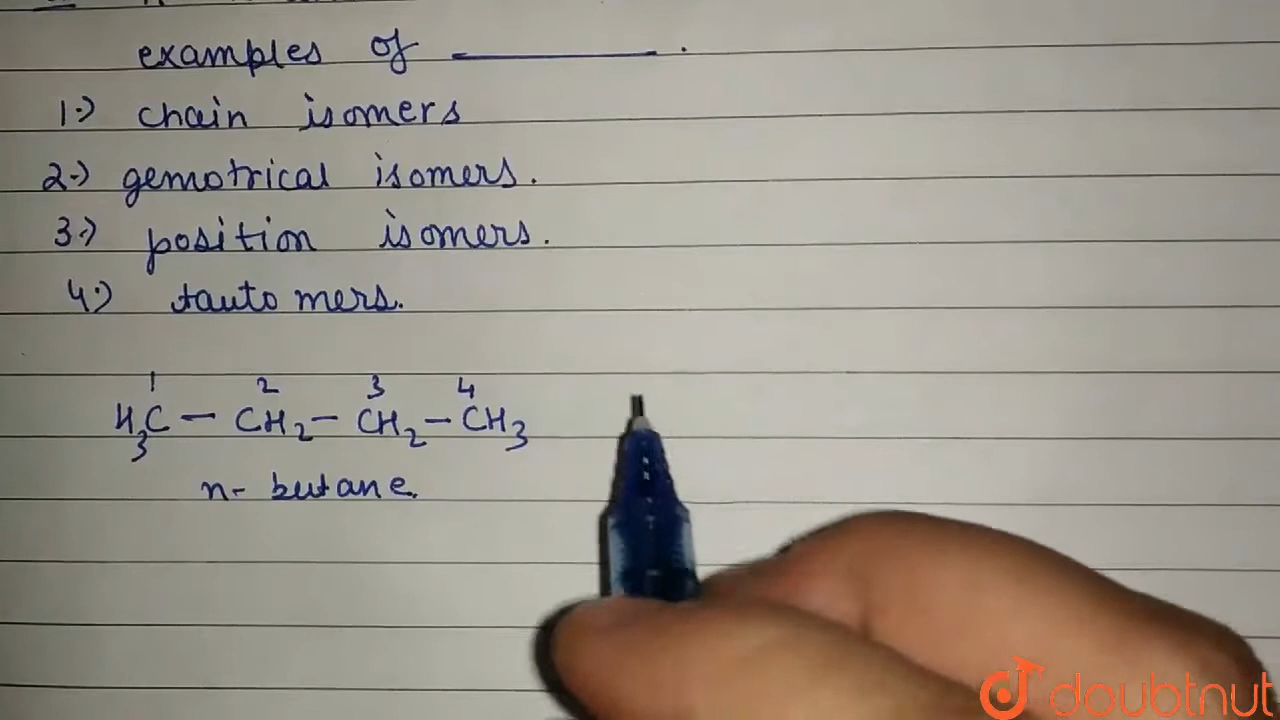 examples of ________ .
1.) chain isomers
2.) gemotrical isomers.
3.) position isomers.
4.) tautomers.
1 2 3 4
H3C - CH2 - CH2 - CH3
n- butane.
doubtnut